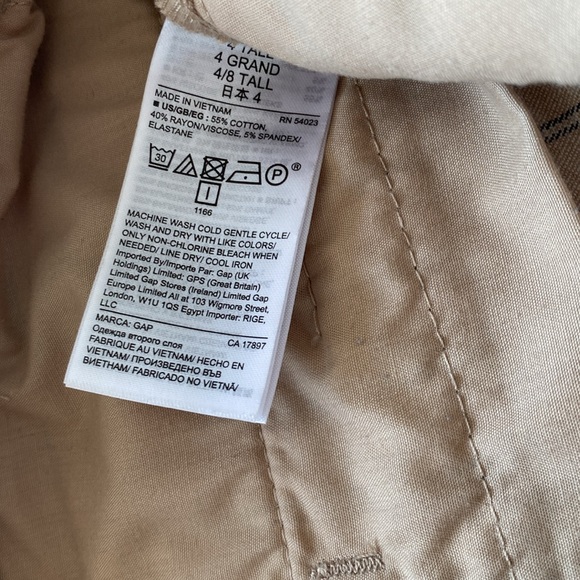 4 TALL
4 GRAND
4/8 TALL
日本 4
MADE IN VIETNAM RN 54023
■ US/GB/EG : 55% COTTON,
40% RAYON/VISCOSE, 5% SPANDEX/
ELASTANE
30 P ®
1166
MACHINE WASH COLD GENTLE CYCLE/
WASH AND DRY WITH LIKE COLORS/
ONLY NON-CHLORINE BLEACH WHEN
NEEDED/ LINE DRY/ COOL IRON
Imported By/Importe Par: Gap (UK
Holdings) Limited: GPS (Great Britain)
Limited Gap Stores (Ireland) Limited Gap
Europe Limited All at 103 Wigmore Street,
London, W1U 1QS Egypt Importer: RIGE,
LLC
MARCA: GAP CA 17897
Одежда второго слоя
FABRIQUE AU VIETNAM/ HECHO EN
VIETNAM/ ПРОИЗВЕДЕНО ВЪВ
ВИЕТНАМ/ FABRICADO NO VIETNÃ/